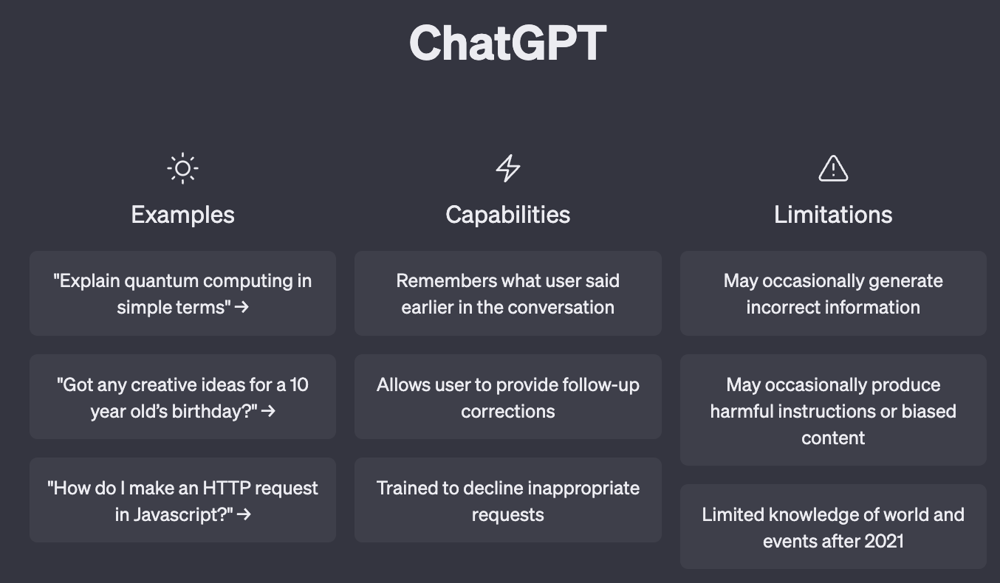 ChatGPT
Examples
"Explain quantum computing in
simple terms" →
"Got any creative ideas for a 10
year old’s birthday?" →
"How do I make an HTTP request
in Javascript?" →
Capabilities
Remembers what user said
earlier in the conversation
Allows user to provide follow-up
corrections
Trained to decline inappropriate
requests
Limitations
May occasionally generate
incorrect information
May occasionally produce
harmful instructions or biased
content
Limited knowledge of world and
events after 2021